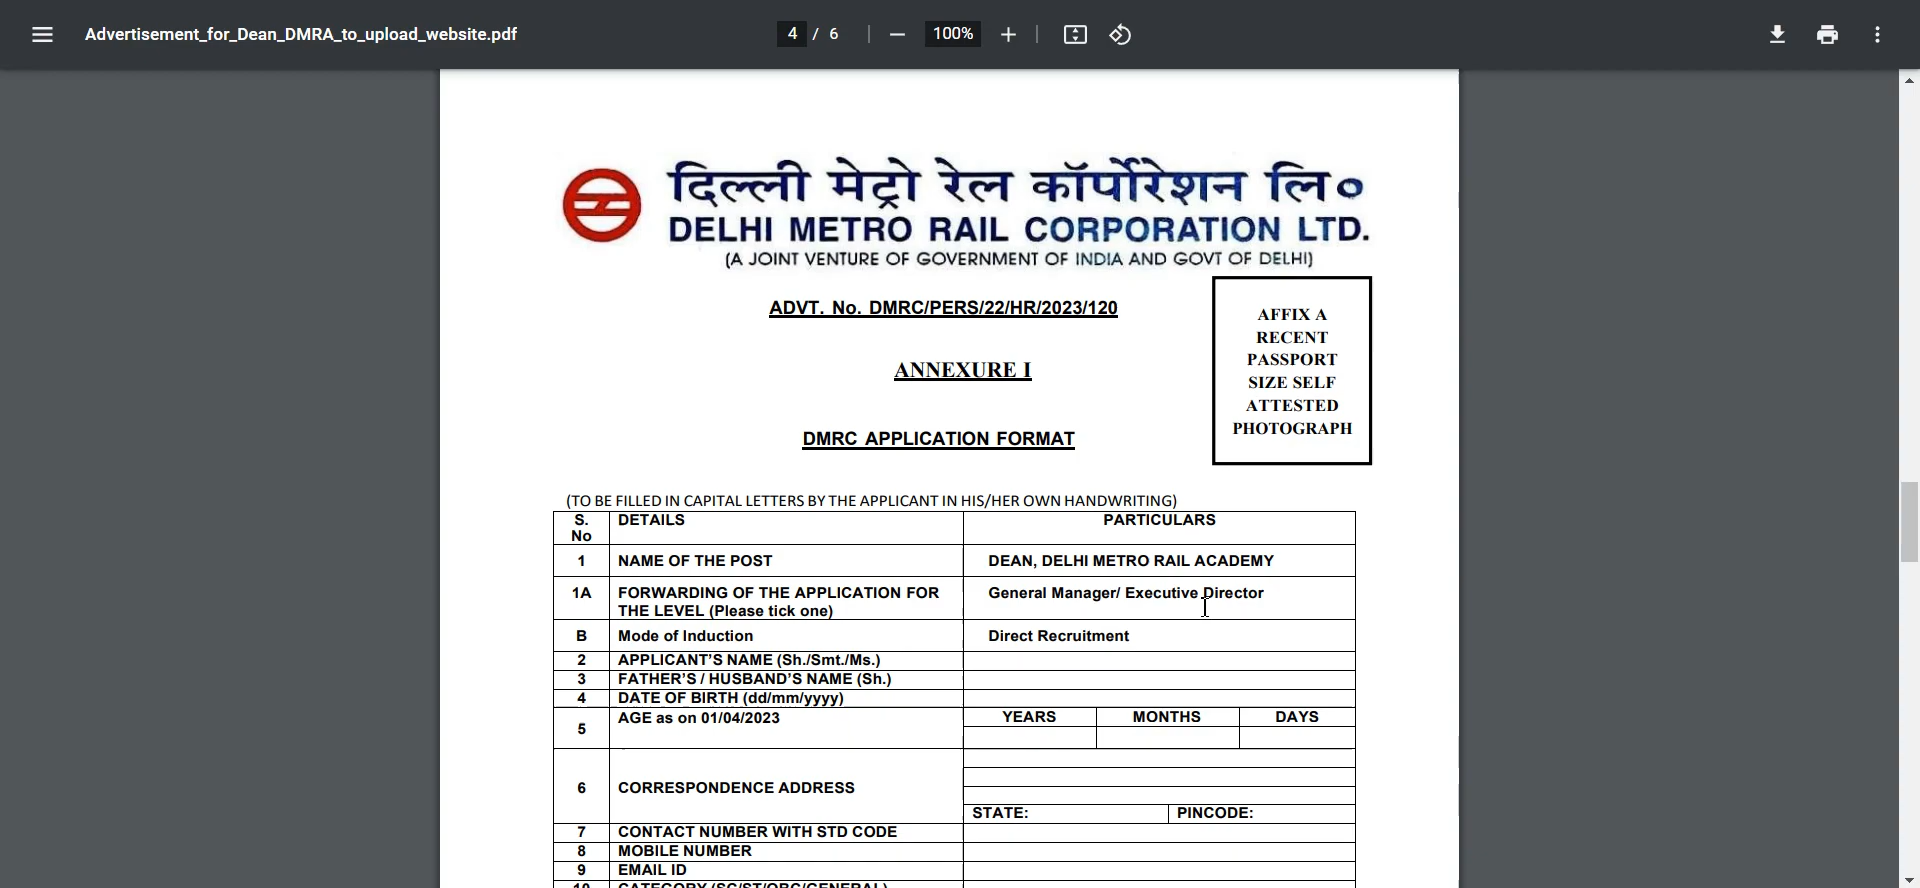 Advertisement_for_Dean_DMRA_to_upload_website.pdf
4 / 6
100%
दिल्ली मेट्रो रेल कॉर्पोरेशन लि०
DELHI METRO RAIL CORPORATION LTD.
(A JOINT VENTURE OF GOVERNMENT OF INDIA AND GOVT OF DELHI)
ADVT. No. DMRC/PERS/22/HR/2023/120
ANNEXURE I
DMRC APPLICATION FORMAT
AFFIX A
RECENT
PASSPORT
SIZE SELF
ATTESTED
PHOTOGRAPH
(TO BE FILLED IN CAPITAL LETTERS BY THE APPLICANT IN HIS/HER OWN HANDWRITING)
S. No DETAILS PARTICULARS
1 NAME OF THE POST DEAN, DELHI METRO RAIL ACADEMY
1A FORWARDING OF THE APPLICATION FOR General Manager/ Executive Director
THE LEVEL (Please tick one)
B Mode of Induction Direct Recruitment
2 APPLICANT'S NAME (Sh./Smt./Ms.)
3 FATHER'S / HUSBAND'S NAME (Sh.)
4 DATE OF BIRTH (dd/mm/yyyy)
5 AGE as on 01/04/2023 YEARS MONTHS DAYS
6 CORRESPONDENCE ADDRESS
STATE: PINCODE:
7 CONTACT NUMBER WITH STD CODE
8 MOBILE NUMBER
9 EMAIL ID
10 CATEGORY (SC/ST/OBC/GENERAL)